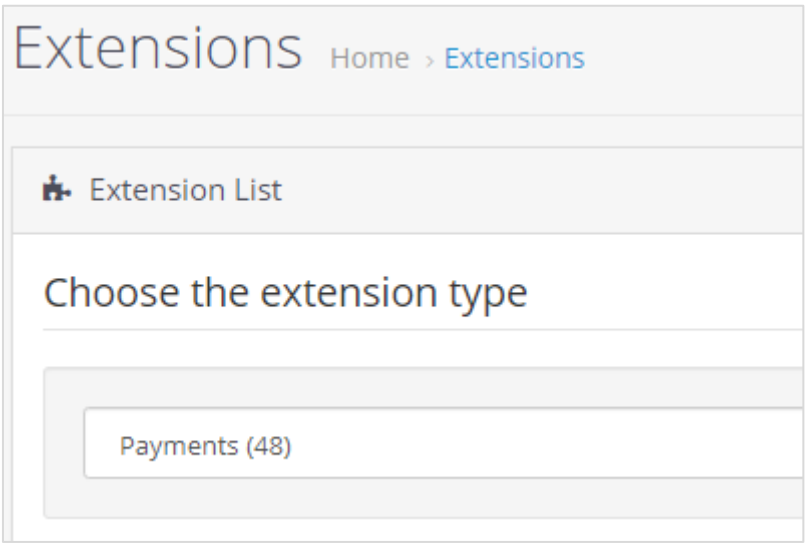 Extensions Home › Extensions
Extension List
Choose the extension type
Payments (48)